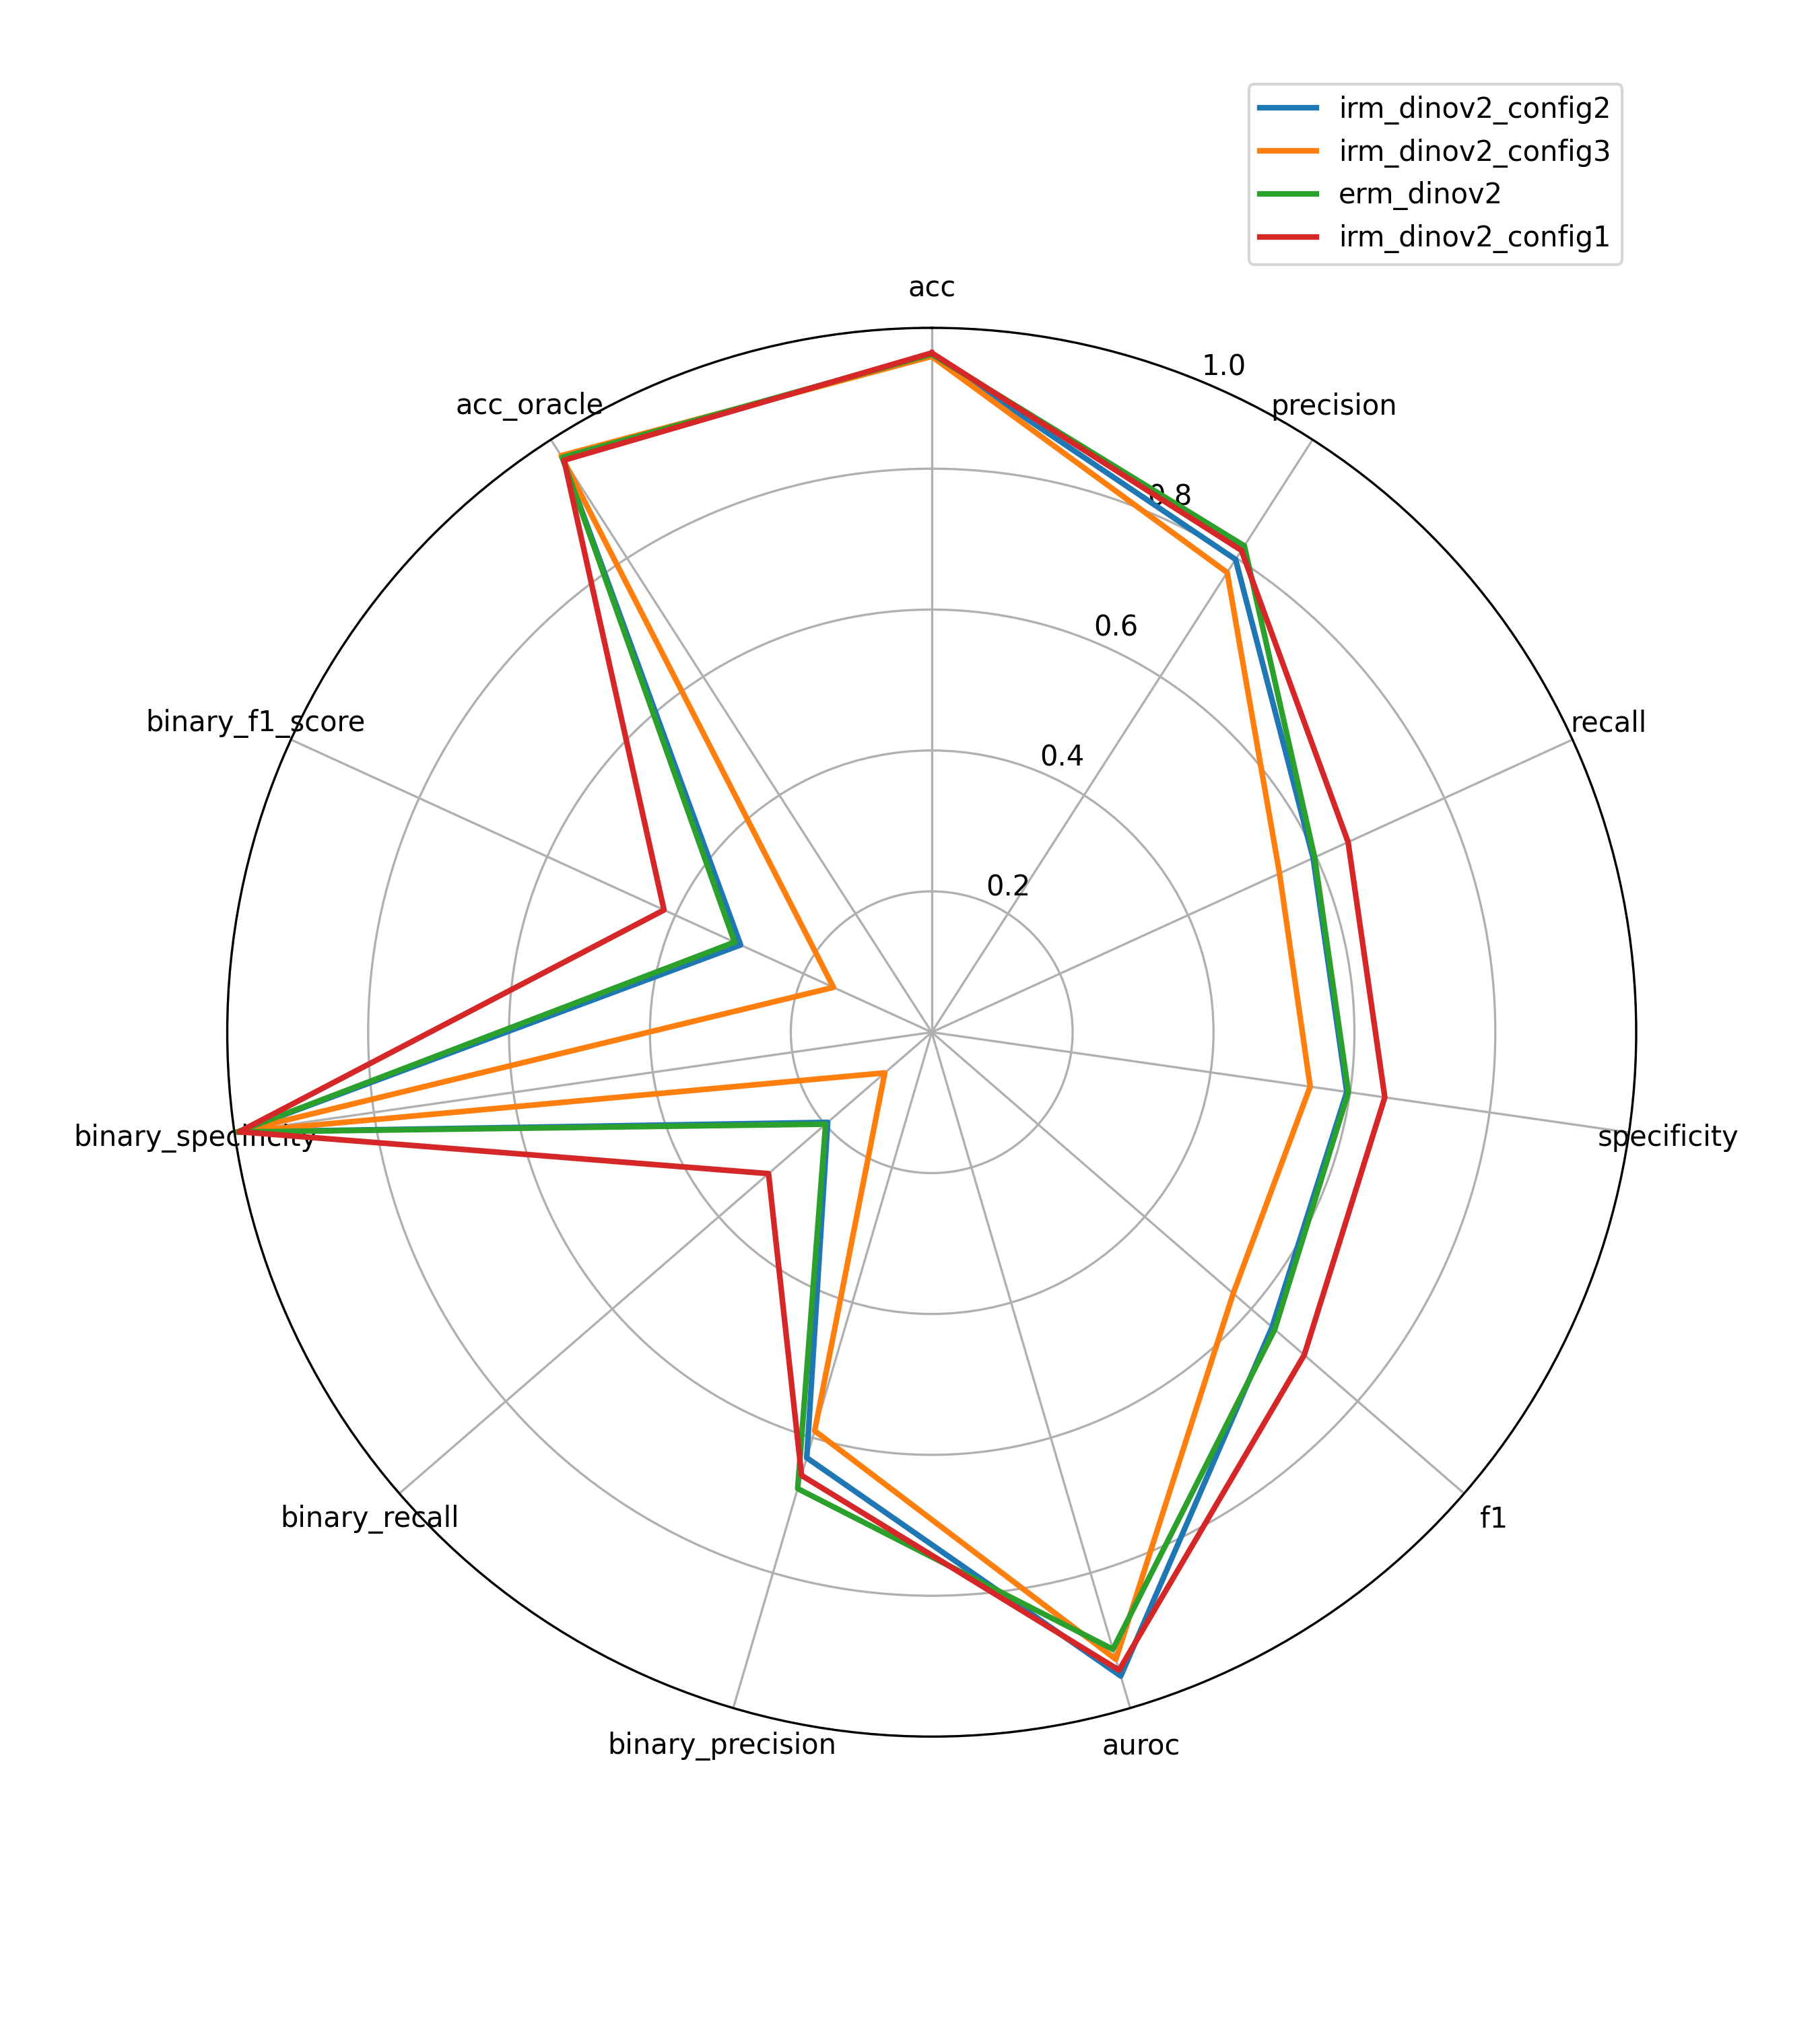 irm_dinov2_config2
irm_dinov2_config3
erm_dinov2
irm_dinov2_config1
acc
1.0
acc_oracle
precision
0.8
0.6
binary_f1_score
recall
0.4
0.2
binary_specificity
specificity
binary_recall
f1
binary_precision
auroc